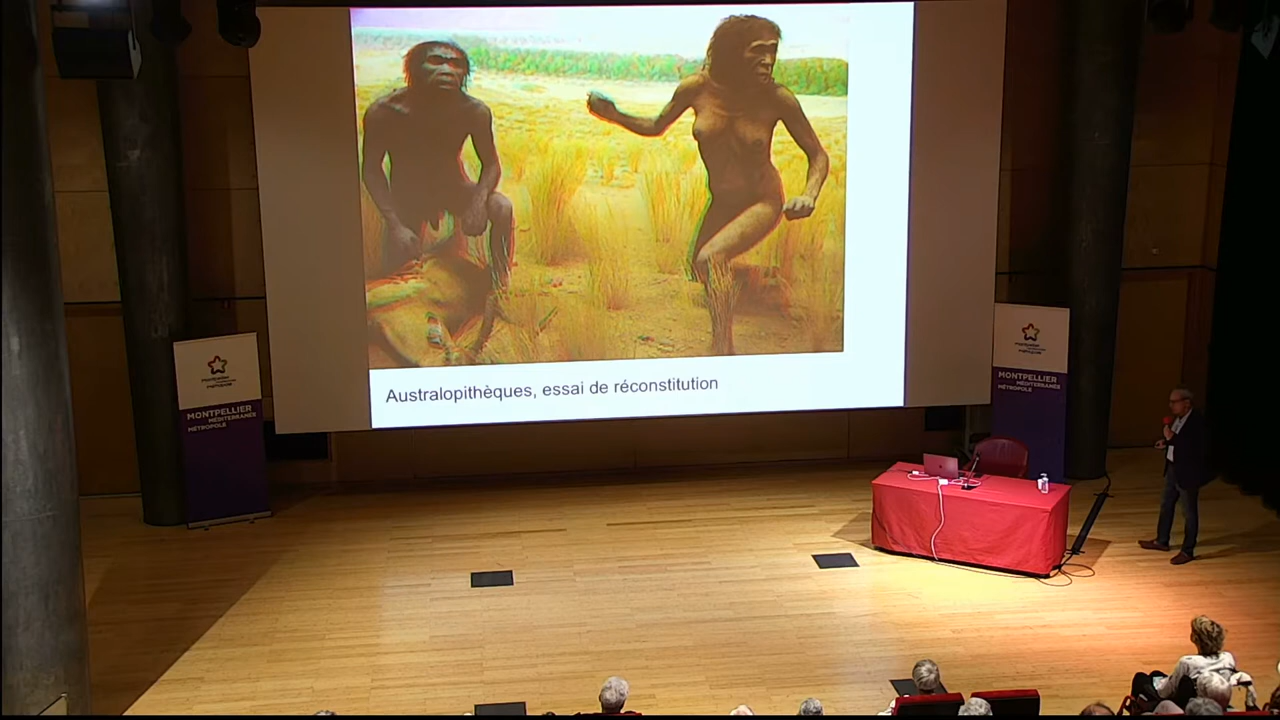 Australopithèques, essai de réconstitution
MONTPELLIER
MÉDITERRANÉE
MÉTROPOLE
MONTPELLIER
MÉDITERRANÉE
MÉTROPOLE